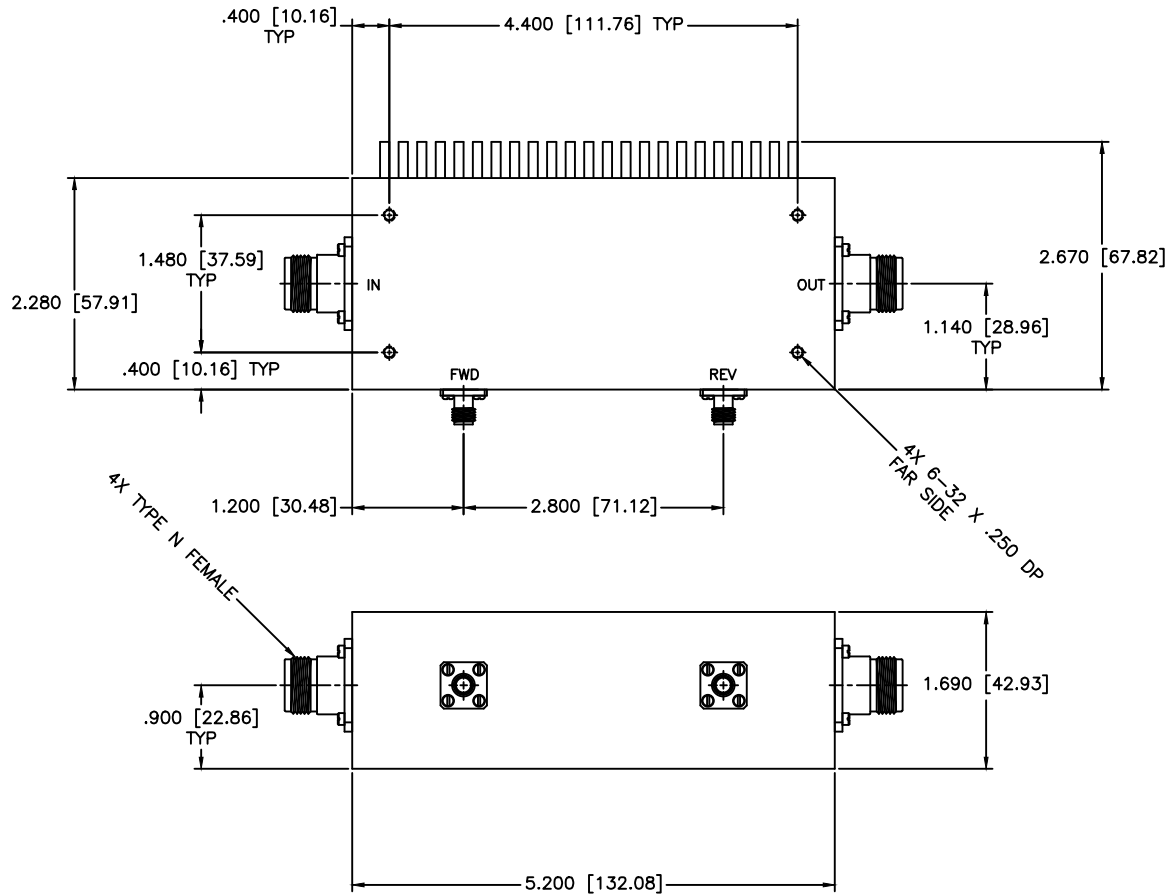 .400 [10.16]
TYP
4.400 [111.76] TYP
1.480 [37.59]
TYP
2.280 [57.91]
.400 [10.16] TYP
IN
OUT
2.670 [67.82]
1.140 [28.96]
TYP
FWD
REV
4X 6-32 X .250 DP
FAR SIDE
1.200 [30.48]
2.800 [71.12]
4X TYPE N FEMALE
.900 [22.86]
TYP
1.690 [42.93]
5.200 [132.08]